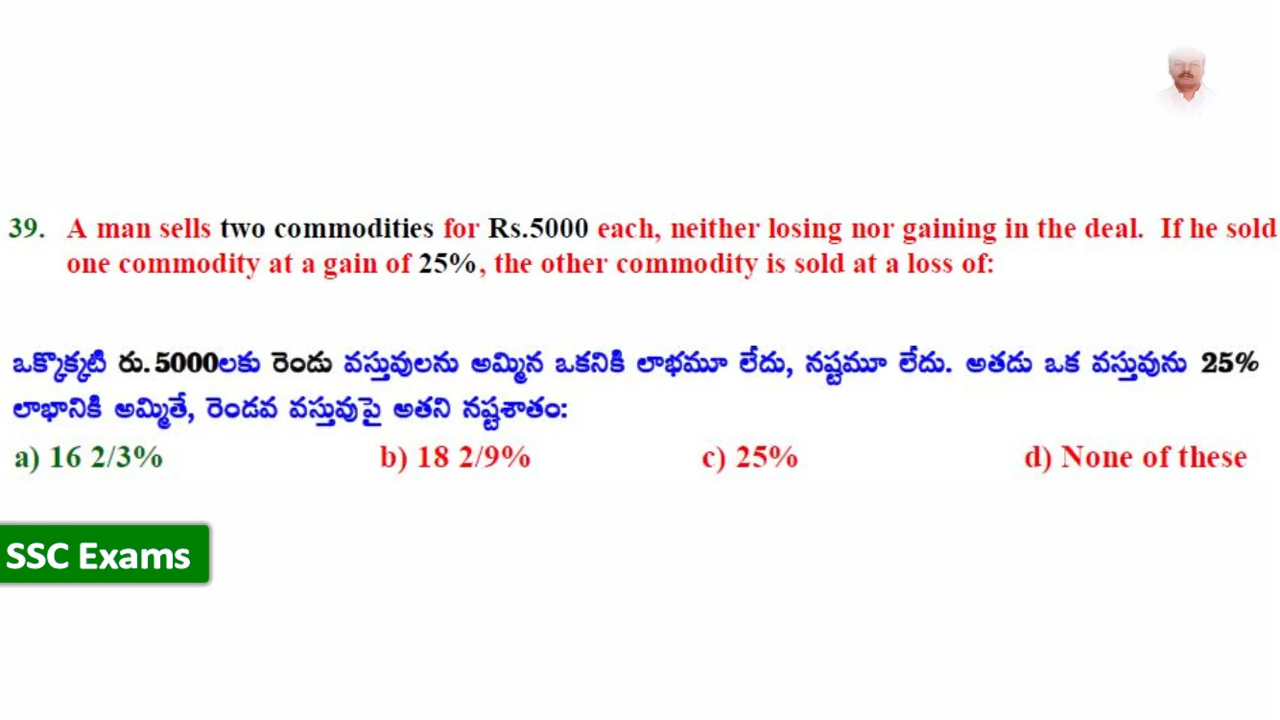 39. A man sells two commodities for Rs.5000 each, neither losing nor gaining in the deal. If he sold
one commodity at a gain of 25%, the other commodity is sold at a loss of:
ఒక్కొక్కటి రు.5000లకు రెండు వస్తువులను అమ్మిన ఒకనికి లాభమూ లేదు, నష్టమూ లేదు. అతడు ఒక వస్తువును 25%
లాభానికి అమ్మితే, రెండవ వస్తువుపై అతని నష్టశాతం:
a) 16 2/3% b) 18 2/9% c) 25% d) None of these
SSC Exams